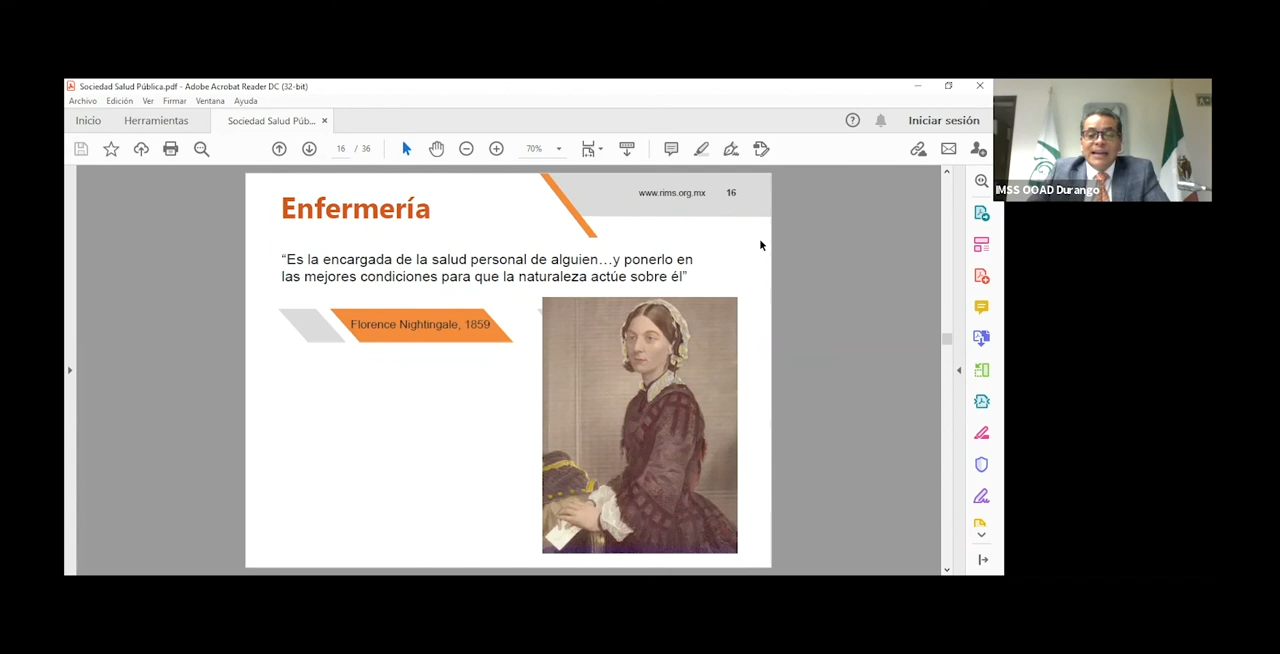 Sociedad Salud Pública.pdf - Adobe Acrobat Reader DC (32-bit)
Archivo Edición Ver Firmar Ventana Ayuda
Inicio Herramientas Sociedad Salud Púb... Iniciar sesión
16 / 36 70%
www.rims.org.mx 16
Enfermería
“Es la encargada de la salud personal de alguien…y ponerlo en
las mejores condiciones para que la naturaleza actúe sobre él”
Florence Nightingale, 1859
IMSS OOAD Durango